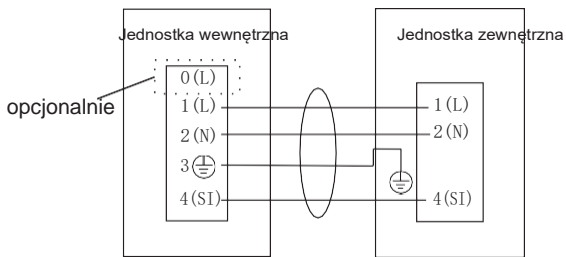 Jednostka wewnętrzna
Jednostka zewnętrzna
0(L)
opcjonalnie
1(L)
1(L)
2(N)
2(N)
3
4(SI)
4(SI)